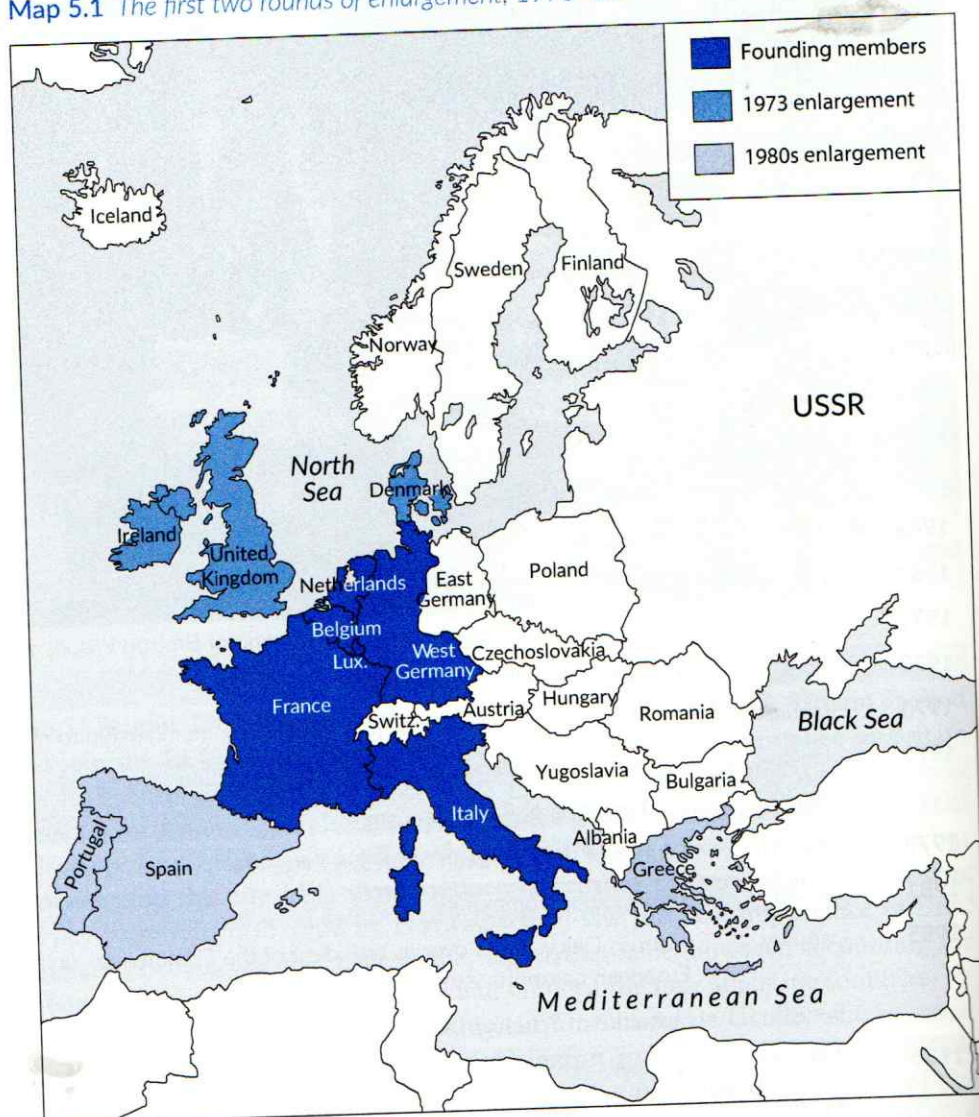 Map 5.1 The first two rounds of enlargement,
Founding members
1973 enlargement
1980s enlargement
Iceland
Sweden
Finland
Norway
USSR
North
Sea
Denmark
Ireland
United
Kingdom
Netherlands
East
Germany
Poland
Belgium
Lux.
West
Germany
Czechoslovakia
France
Switz.
Austria
Hungary
Romania
Black Sea
Yugoslavia
Bulgaria
Italy
Albania
Greece
Portugal
Spain
Mediterranean Sea